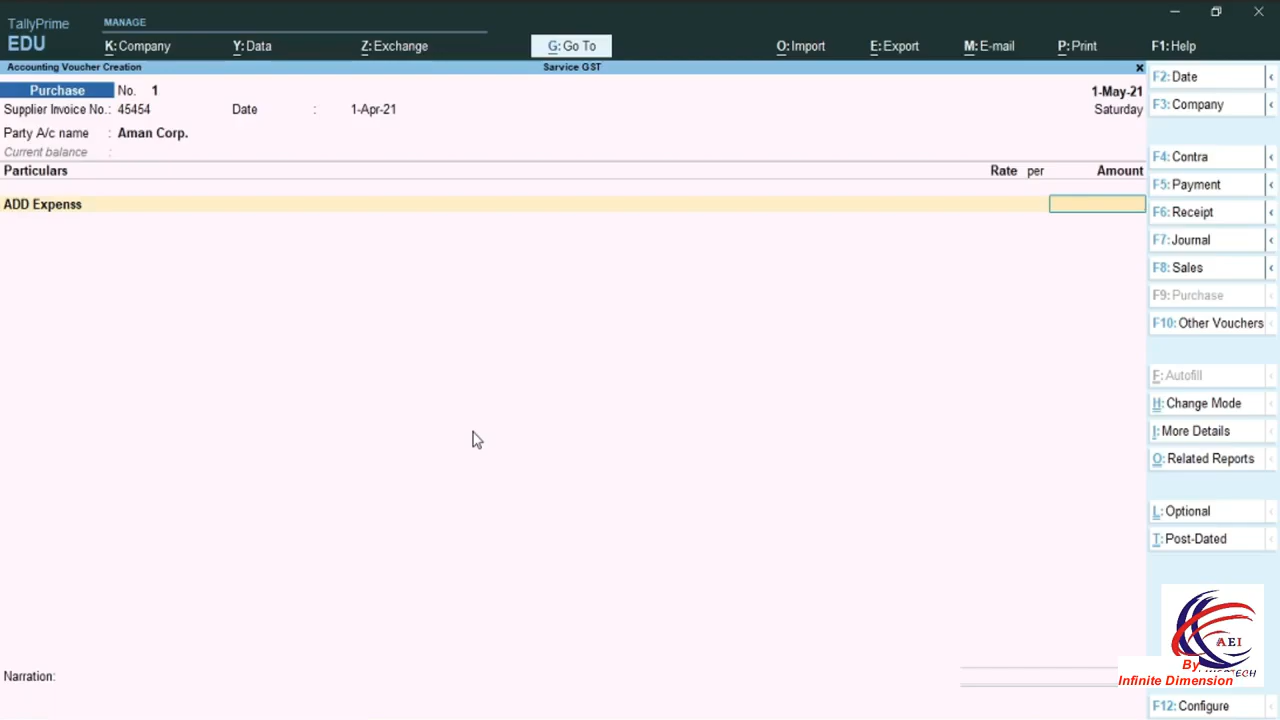 TallyPrime
EDU
MANAGE
K: Company
Y: Data
Z: Exchange
G: Go To
O: Import
E: Export
M: E-mail
P: Print
F1: Help
Accounting Voucher Creation
Sarvice GST
x
Purchase No. 1
1-May-21
Supplier Invoice No.: 45454 Date : 1-Apr-21
Saturday
Party A/c name : Aman Corp.
Current balance :
Particulars Rate per Amount
ADD Expenss
Narration:
F2: Date
F3: Company
F4: Contra
F5: Payment
F6: Receipt
F7: Journal
F8: Sales
F9: Purchase
F10: Other Vouchers
F: Autofill
H: Change Mode
I: More Details
O: Related Reports
L: Optional
T: Post-Dated
AEI
By
Infinite Dimension
F12: Configure